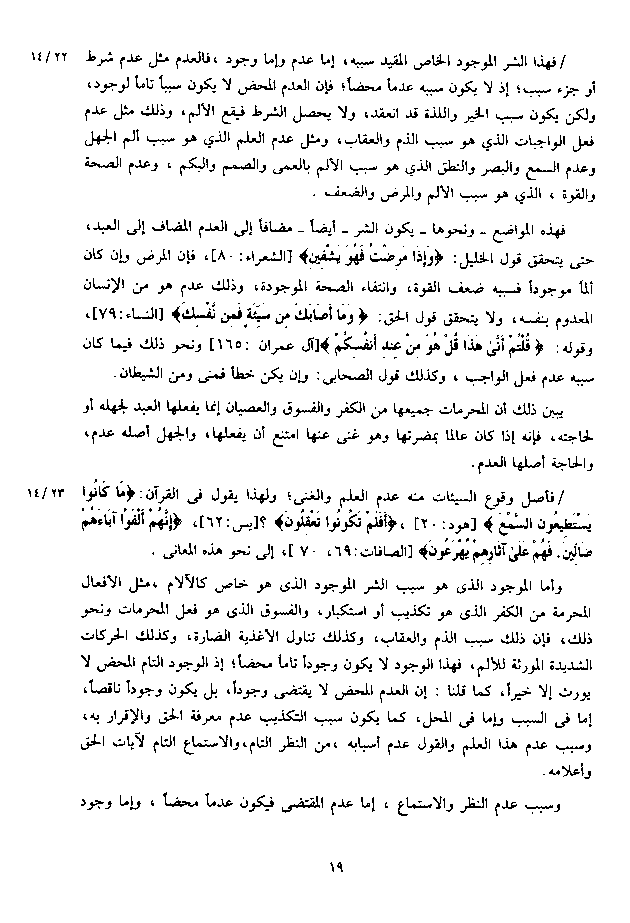 / فهذا الشر الموجود الخاص المقيد سببه، إما عدم وإما وجود ،فالعدم مثل عدم شرط ١٤/٢٢
أو جزء سبب؛ إذ لا يكون سببه عدماً محضاً؛ فإن العدم المحض لا يكون سبباً تاماً لوجود،
ولكن يكون سبب الخير واللذة قد انعقد، ولا يحصل الشرط فيقع الألم، وذلك مثل عدم
فعل الواجبات الذي هو سبب الذم والعقاب، ومثل عدم العلم الذي هو سبب ألم الجهل
وعدم السمع والبصر والنطق الذي هو سبب الألم بالعمى والصمم والبكم ، وعدم الصحة
والقوة ، الذي هو سبب الألم والمرض والضعف .
فهذه المواضع ـ ونحوها ـ يكون الشر ـ أيضاً ـ مضافاً إلى العدم المضاف إلى العبد،
حتى يتحقق قول الخليل: ﴿وَإِذَا مَرِضْتُ فَهُوَ يَشْفِينِ﴾ [الشعراء: ٨٠]، فإن المرض وإن كان
ألماً موجوداً فسببه ضعف القوة، وانتفاء الصحة الموجودة، وذلك عدم هو من الإنسان
المعدوم بنفسه، ولا يتحقق قول الحق: ﴿ وَمَا أَصَابَكَ مِن سَيِّئَةٍ فَمِن نَّفْسِكَ﴾ [النساء:٧٩]،
وقوله: ﴿ قُلْتُمْ أَنَّىٰ هَذَا قُلْ هُوَ مِنْ عِندِ أَنفُسِكُمْ ﴾[آل عمران :١٦٥] ونحو ذلك فيما كان
سببه عدم فعل الواجب ، وكذلك قول الصحابي: وإن يكن خطأ فمنى ومن الشيطان.
يبين ذلك أن المحرمات جميعها من الكفر والفسوق والعصيان إنما يفعلها العبد لجهله أو
لحاجته، فإنه إذا كان عالما بمضرتها وهو غنى عنها امتنع أن يفعلها، والجهل أصله عدم،
والحاجة أصلها العدم.
/ فأصل وقوع السيئات منه عدم العلم والغنى؛ ولهذا يقول فى القرآن: ﴿مَا كَانُوا ١٤/٢٣
يَسْتَطِيعُونَ السَّمْعَ ﴾ [هود: ٢٠] ، ﴿أَفَلَمْ تَكُونُوا تَعْقِلُونَ﴾ ؟[يس:٦٢]، ﴿إِنَّهُمْ أَلْفَوْا آبَاءَهُمْ
ضَالِّينَ. فَهُمْ عَلَىٰ آثَارِهِمْ يُهْرَعُونَ﴾ [الصافات:٦٩، ٧٠ ]، إلى نحو هذه المعانى .
وأما الموجود الذى هو سبب الشر الموجود الذى هو خاص كالآلام ،مثل الأفعال
المحرمة من الكفر الذى هو تكذيب أو استكبار، والفسوق الذى هو فعل المحرمات ونحو
ذلك، فإن ذلك سبب الذم والعقاب، وكذلك تناول الأغذية الضارة، وكذلك الحركات
الشديدة المورثة للألم، فهذا الوجود لا يكون وجوداً تاماً محضاً؛ إذ الوجود التام المحض لا
يورث إلا خيراً، كما قلنا : إن العدم المحض لا يقتضى وجوداً، بل يكون وجوداً ناقصاً،
إما فى السبب وإما فى المحل، كما يكون سبب التكذيب عدم معرفة الحق والإقرار به،
وسبب عدم هذا العلم والقول عدم أسبابه ،من النظر التام،والاستماع التام لآيات الحق
وأعلامه.
وسبب عدم النظر والاستماع ، إما عدم المقتضى فيكون عدماً محضاً ، وإما وجود
١٩